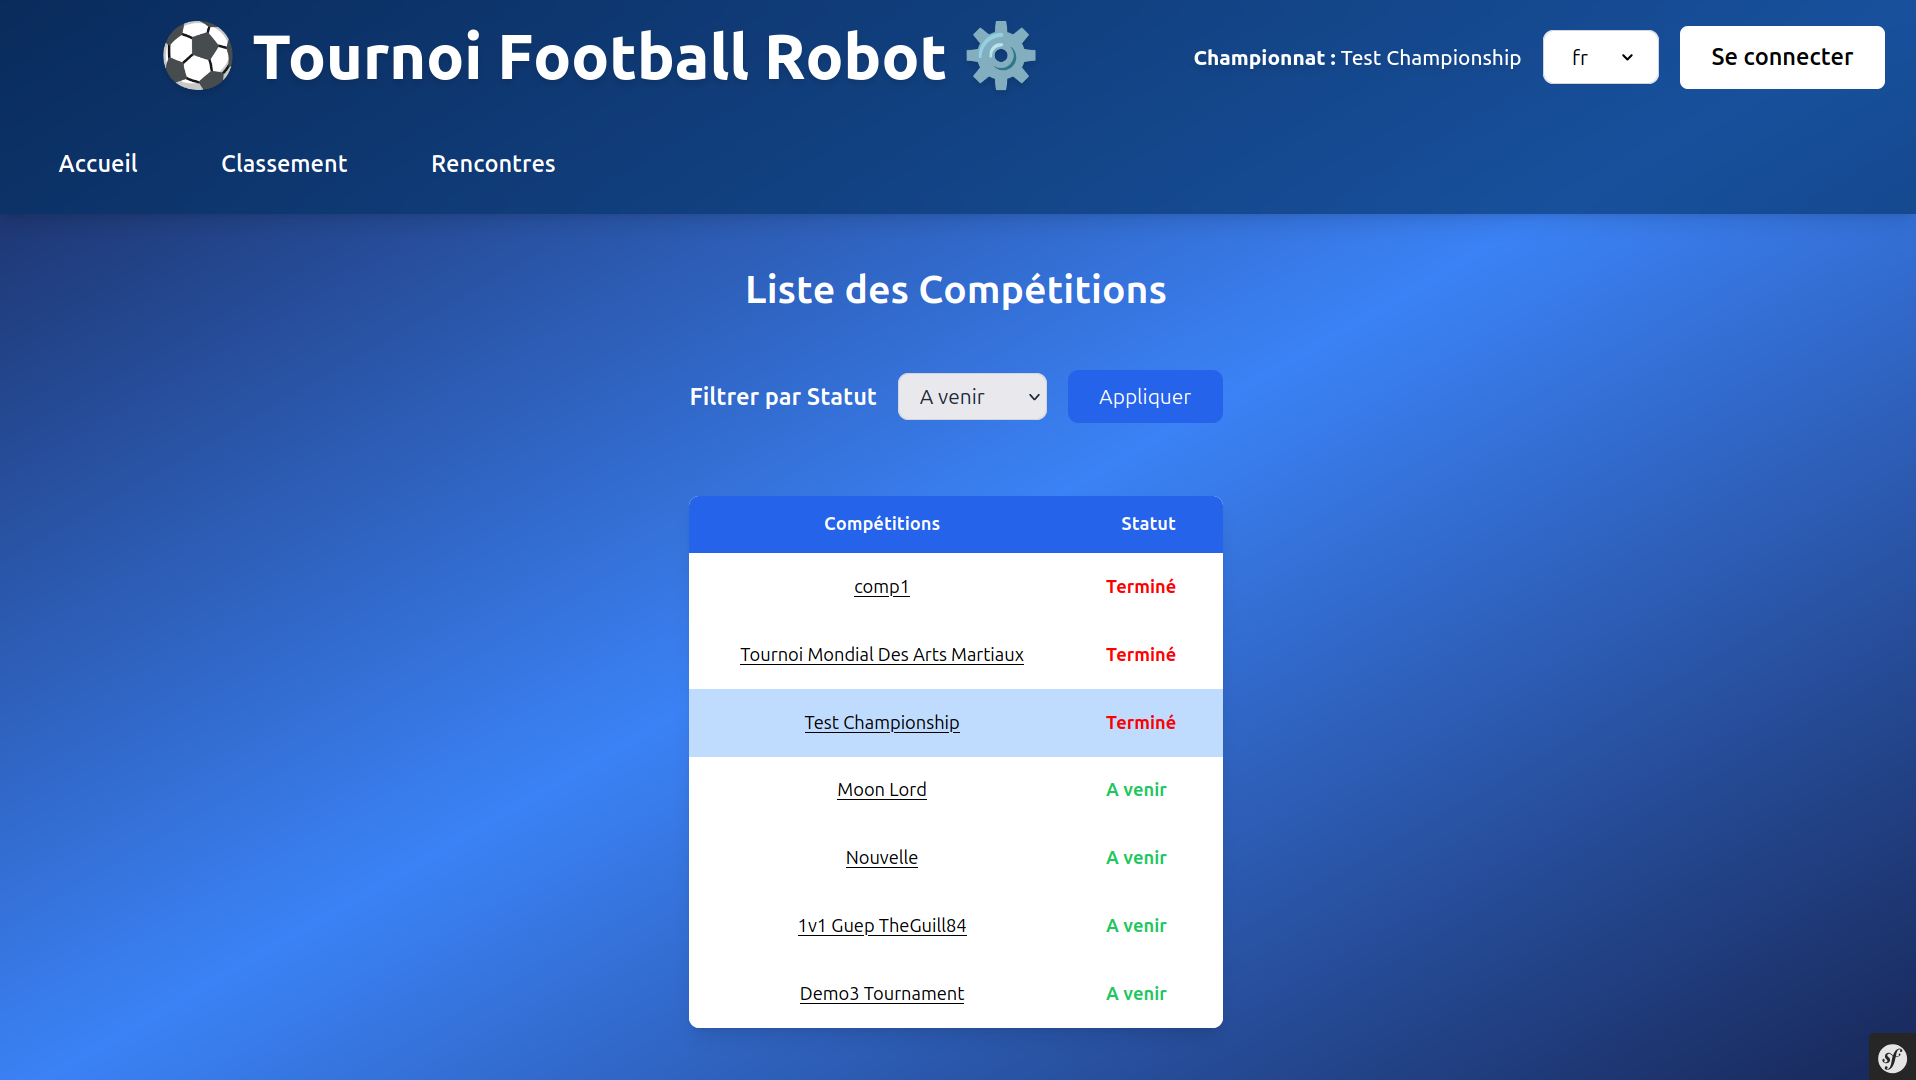 Tournoi Football Robot
Championnat : Test Championship
fr
Se connecter
Accueil
Classement
Rencontres
Liste des Compétitions
Filtrer par Statut
A venir
Appliquer
Compétitions Statut
comp1 Terminé
Tournoi Mondial Des Arts Martiaux Terminé
Test Championship Terminé
Moon Lord A venir
Nouvelle A venir
1v1 Guep TheGuill84 A venir
Demo3 Tournament A venir
sf